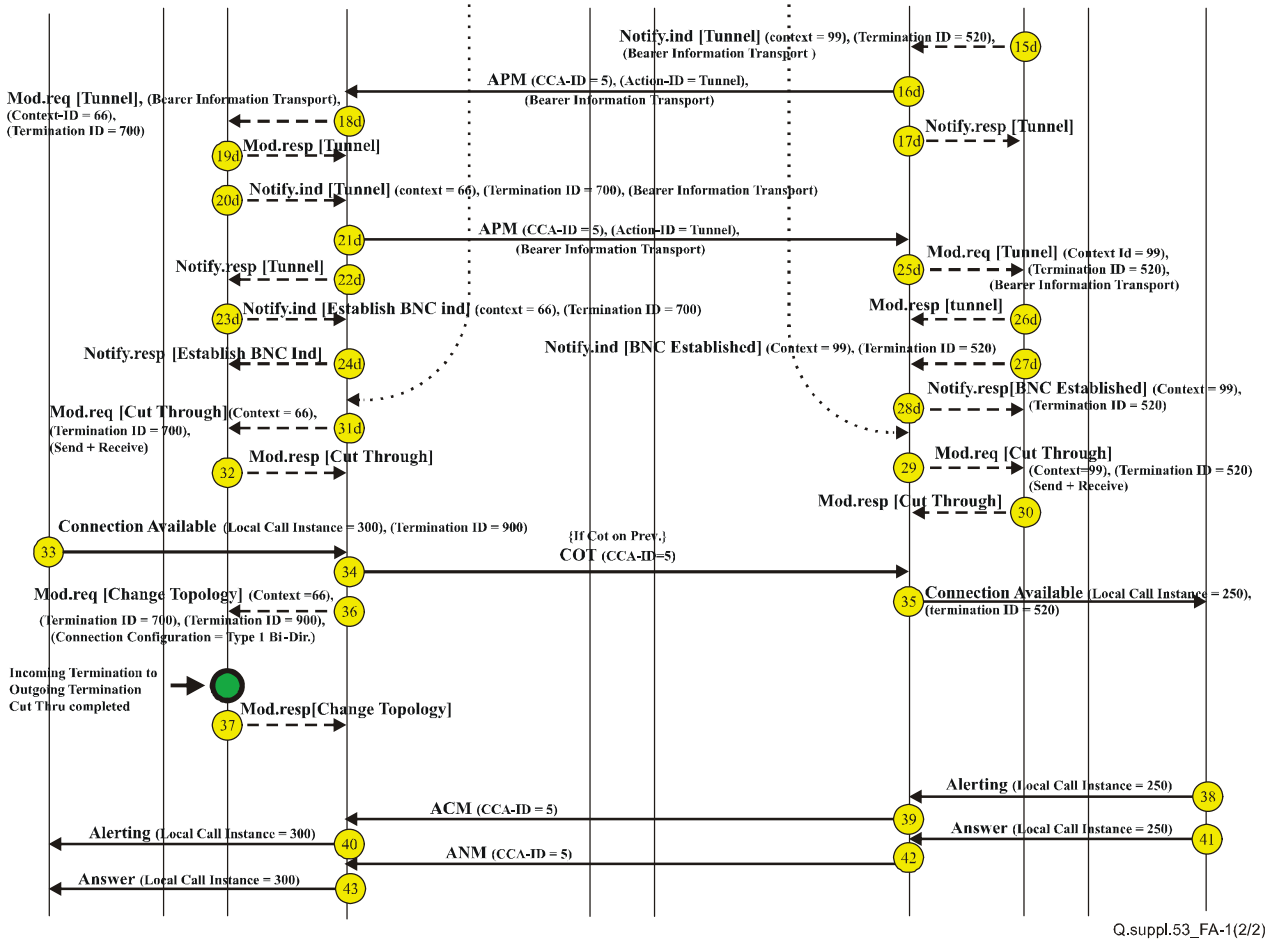 Notify.ind [Tunnel] (context = 99), (Termination ID = 520),
(Bearer Information Transport )
15d
APM (CCA-ID = 5), (Action-ID = Tunnel),
(Bearer Information Transport)
16d
Mod.req [Tunnel], (Bearer Information Transport),
(Context-ID = 66),
(Termination ID = 700)
18d
Notify.resp [Tunnel]
17d
Mod.resp [Tunnel]
19d
Notify.ind [Tunnel] (context = 66), (Termination ID = 700), (Bearer Information Transport)
20d
APM (CCA-ID = 5), (Action-ID = Tunnel),
(Bearer Information Transport)
21d
Mod.req [Tunnel] (Context Id = 99),
(Termination ID = 520),
(Bearer Information Transport)
25d
Notify.resp [Tunnel]
22d
Notify.ind [Establish BNC ind] (context = 66), (Termination ID = 700)
23d
Mod.resp [tunnel]
26d
Notify.resp [Establish BNC Ind]
24d
Notify.ind [BNC Established] (Context = 99), (Termination ID = 520)
27d
Notify.resp[BNC Established] (Context = 99),
(Termination ID = 520)
28d
Mod.req [Cut Through](Context = 66),
(Termination ID = 700),
(Send + Receive)
31d
Mod.resp [Cut Through]
32
Mod.req [Cut Through]
(Context=99), (Termination ID = 520)
(Send + Receive)
29
Mod.resp [Cut Through]
30
Connection Available (Local Call Instance = 300), (Termination ID = 900)
33
{If Cot on Prev.}
COT (CCA-ID=5)
34
Mod.req [Change Topology] (Context =66),
(Termination ID = 700), (Termination ID = 900),
(Connection Configuration = Type 1 Bi-Dir.)
36
Connection Available (Local Call Instance = 250),
(termination ID = 520)
35
Incoming Termination to
Outgoing Termination
Cut Thru completed
Mod.resp[Change Topology]
37
Alerting (Local Call Instance = 250)
38
ACM (CCA-ID = 5)
39
Alerting (Local Call Instance = 300)
40
Answer (Local Call Instance = 250)
41
ANM (CCA-ID = 5)
42
Answer (Local Call Instance = 300)
43
Q.suppl.53_FA-1(2/2)